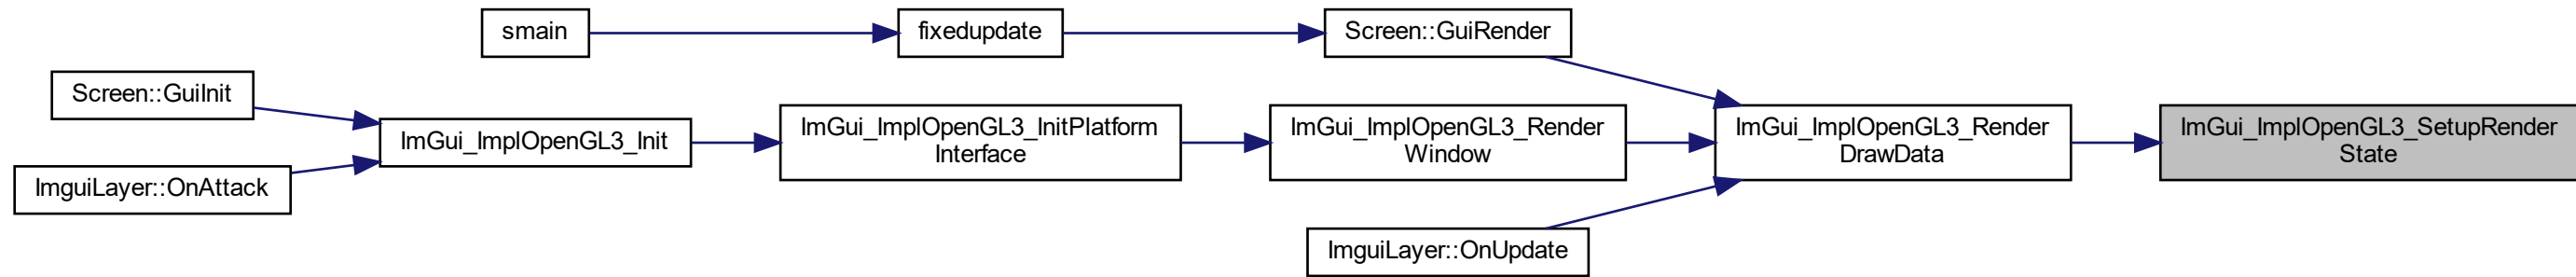 smain
fixedupdate
Screen::GuiRender
Screen::GuiInit
ImGui_ImplOpenGL3_Init
ImguiLayer::OnAttack
ImGui_ImplOpenGL3_InitPlatform
Interface
ImGui_ImplOpenGL3_Render
Window
ImGui_ImplOpenGL3_Render
DrawData
ImGui_ImplOpenGL3_SetupRender
State
ImguiLayer::OnUpdate